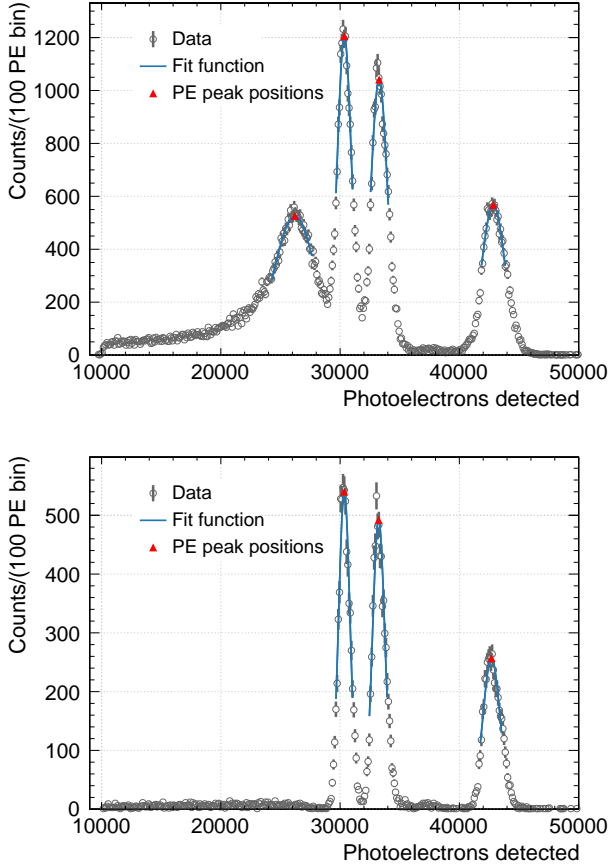 Counts/(100 PE bin)
1200
1000
800
600
400
200
0
Data
Fit function
PE peak positions
10000 20000 30000 40000 50000
Photoelectrons detected
Counts/(100 PE bin)
500
400
300
200
100
0
Data
Fit function
PE peak positions
10000 20000 30000 40000 50000
Photoelectrons detected